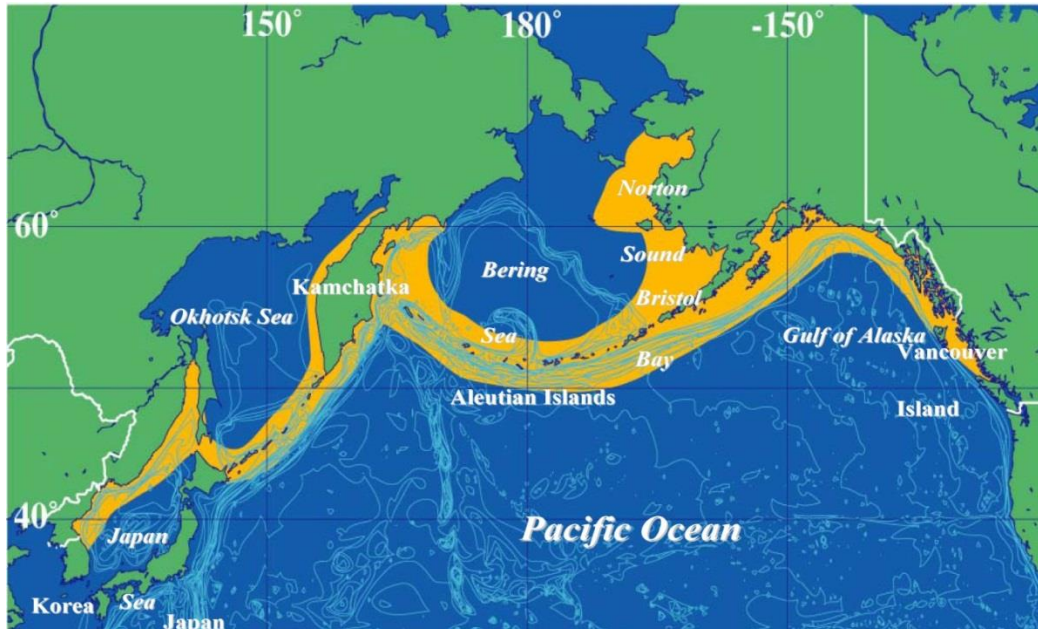 150°
180°
-150°
Norton
60°
Sound
Bering
Kamchatka
Bristol
Okhotsk Sea
Sea
Gulf of Alaska
Bay
Vancouver
Aleutian Islands
Island
40°
Pacific Ocean
Japan
Korea
Sea
Japan